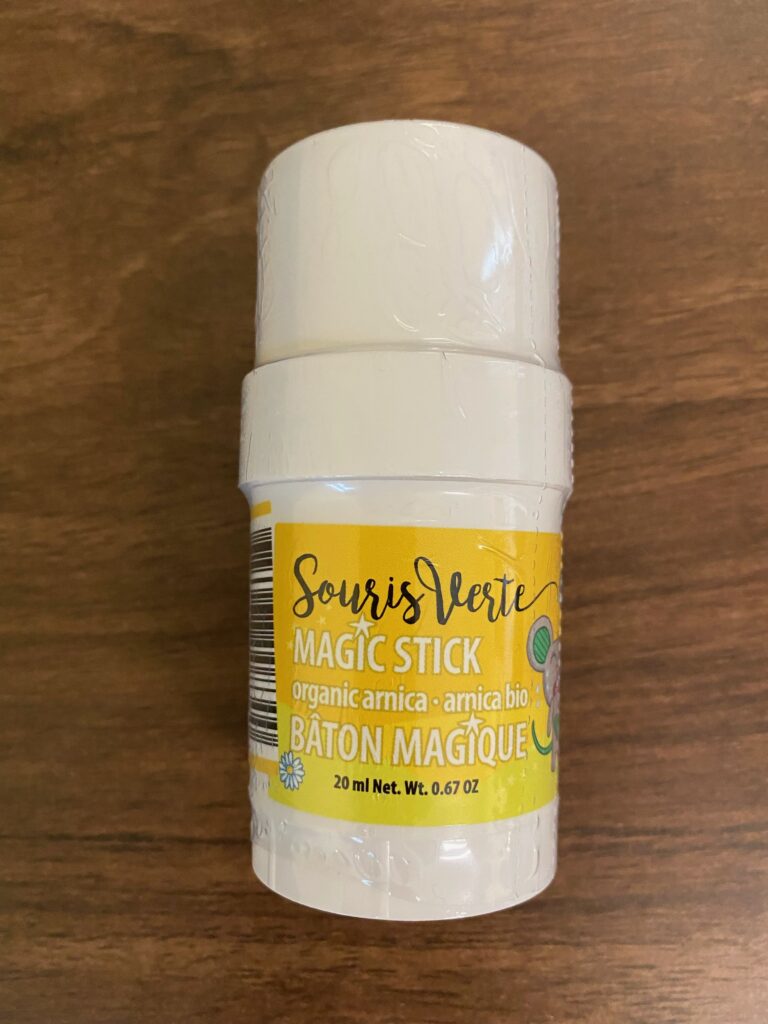 Souris Verte
MAGIC STICK
organic arnica • arnica bio
BÂTON MAGIQUE
20 ml Net. Wt. 0.67 OZ